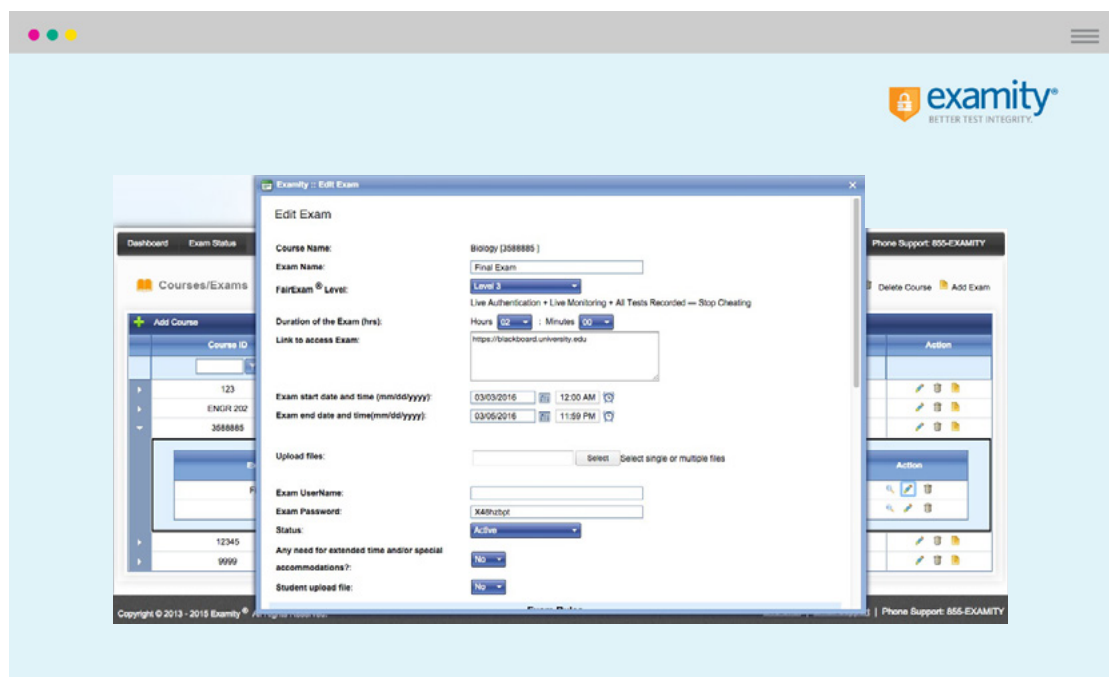 examity®
BETTER TEST INTEGRITY.
Examity :: Edit Exam
Edit Exam
Dashboard Exam Status
Phone Support: 855-EXAMITY
Courses/Exams
Delete Course Add Exam
Add Course
Course ID
Action
123
ENGR 202
3588885
Action
12345
9999
Course Name: Biology [3588885 ]
Exam Name: Final Exam
FairExam ® Level: Level 3
Live Authentication + Live Monitoring + All Tests Recorded — Stop Cheating
Duration of the Exam (hrs): Hours 02 : Minutes 00
Link to access Exam: https://blackboard.university.edu
Exam start date and time (mm/dd/yyyy): 03/03/2016 12:00 AM
Exam end date and time(mm/dd/yyyy): 03/05/2016 11:59 PM
Upload files: Select Select single or multiple files
Exam UserName:
Exam Password: X48hzbpt
Status: Active
Any need for extended time and/or special
accommodations?: No
Student upload file: No
Exam Rules
Copyright © 2013 - 2015 Examity ®
| Phone Support: 855-EXAMITY